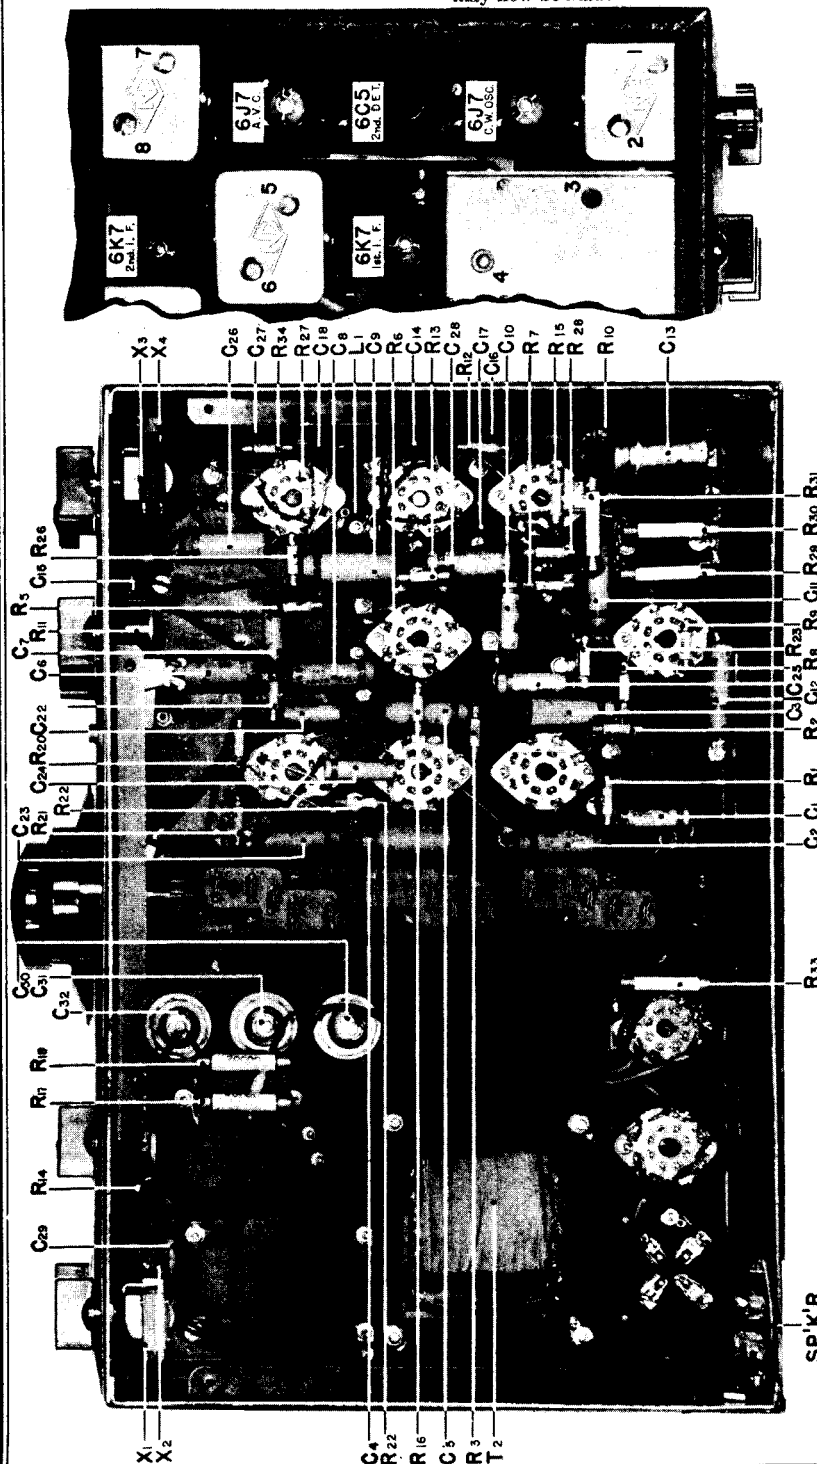 7
8
6J7
A.V.C.
6C5
2nd. DET.
6J7
C.W. OSC.
1
2
6K7
2nd. I. F.
5
6
6K7
1st. I. F.
3
4
X3
X4
C26
C27
R34
R27
C18
C8
L1
C9
R6
C14
R13
C28
R12
C17
C16
C10
R7
R15
R28
R10
C13
R26
C15
R5
C7
R11
C6
C22
R20
C24
R22
R21
C23
C30
C31
C32
R18
R17
R14
C29
X1
X2
R31
R30
R29
C11
R9
R23
R8
C25
C12
C3
R2
R1
C1
C2
R33
SP'K'R
C4
R22
R16
C5
R3
T2